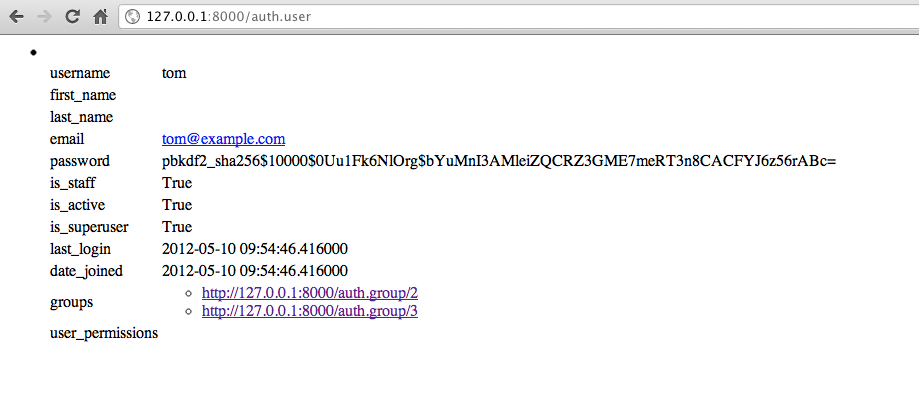 127.0.0.1:8000/auth.user
username tom
first_name
last_name
email tom@example.com
password pbkdf2_sha256$10000$0Uu1Fk6NlOrg$bYuMnI3AMleiZQCRZ3GME7meRT3n8CACFYJ6z56rABc=
is_staff True
is_active True
is_superuser True
last_login 2012-05-10 09:54:46.416000
date_joined 2012-05-10 09:54:46.416000
groups
http://127.0.0.1:8000/auth.group/2
http://127.0.0.1:8000/auth.group/3
user_permissions